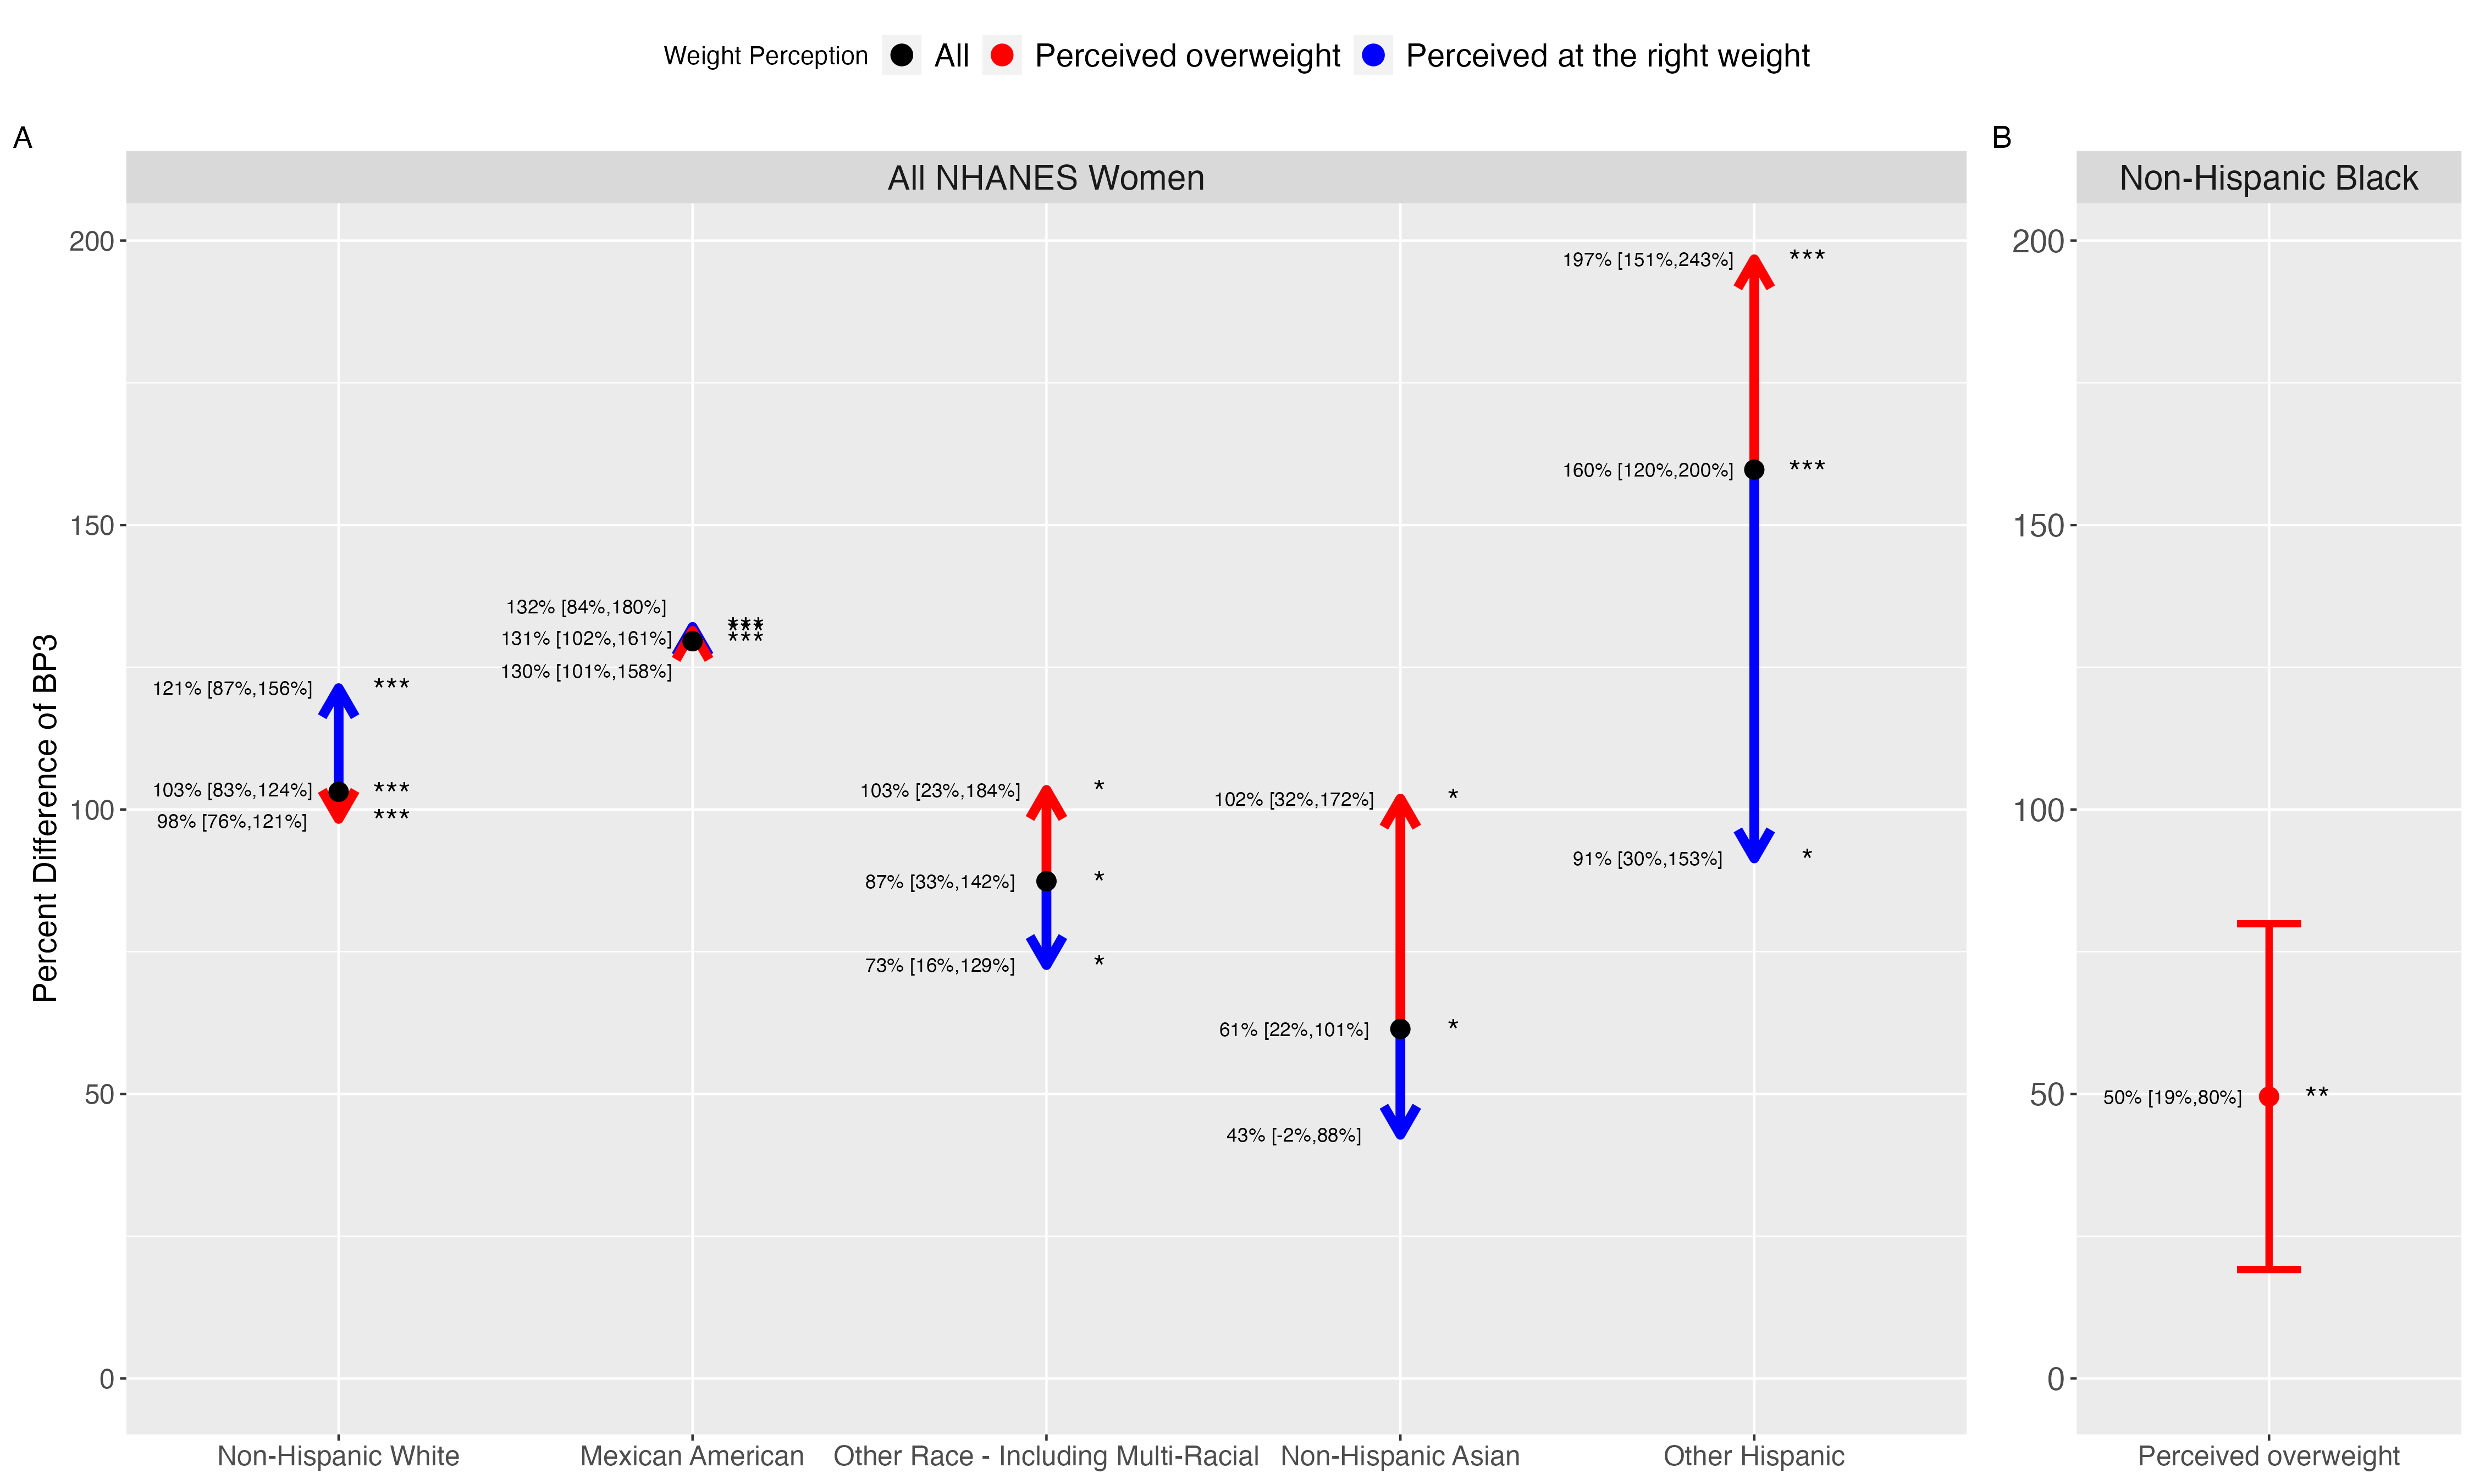 Weight Perception All Perceived overweight Perceived at the right weight
A
B
All NHANES Women
Non-Hispanic Black
Percent Difference of BP3
200
150
100
50
0
121% [87%,156%] ***
103% [83%,124%] ***
98% [76%,121%] ***
132% [84%,180%] ***
131% [102%,161%] ***
130% [101%,158%] ***
103% [23%,184%] *
87% [33%,142%] *
73% [16%,129%] *
102% [32%,172%] *
61% [22%,101%] *
43% [-2%,88%]
197% [151%,243%] ***
160% [120%,200%] ***
91% [30%,153%] *
Non-Hispanic White
Mexican American
Other Race - Including Multi-Racial
Non-Hispanic Asian
Other Hispanic
200
150
100
50
0
50% [19%,80%] **
Perceived overweight